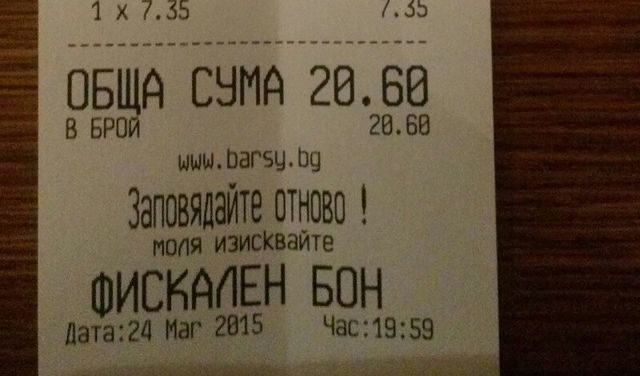 1 x 7.35 7.35
ОБЩА СУМА 20.60
В БРОЙ 20.60
www.barsy.bg
Заповядайте отново !
моля изисквайте
ФИСКАЛЕН БОН
Дата:24 Mar 2015 Час:19:59